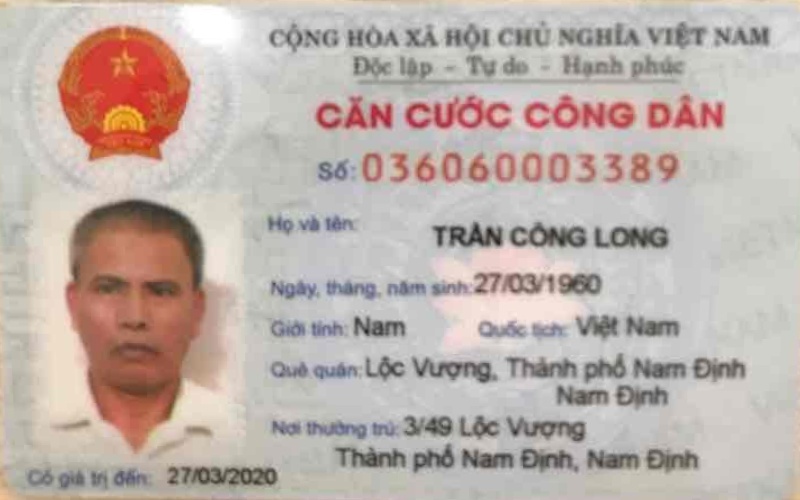 CỘNG HÒA XÃ HỘI CHỦ NGHĨA VIỆT NAM
Độc lập - Tự do - Hạnh phúc
CĂN CƯỚC CÔNG DÂN
Số: 036060003389
Họ và tên: TRẦN CÔNG LONG
Ngày, tháng, năm sinh: 27/03/1960
Giới tính: Nam Quốc tịch: Việt Nam
Quê quán: Lộc Vượng, Thành phố Nam Định
Nam Định
Nơi thường trú: 3/49 Lộc Vượng
Thành phố Nam Định, Nam Định
Có giá trị đến: 27/03/2020